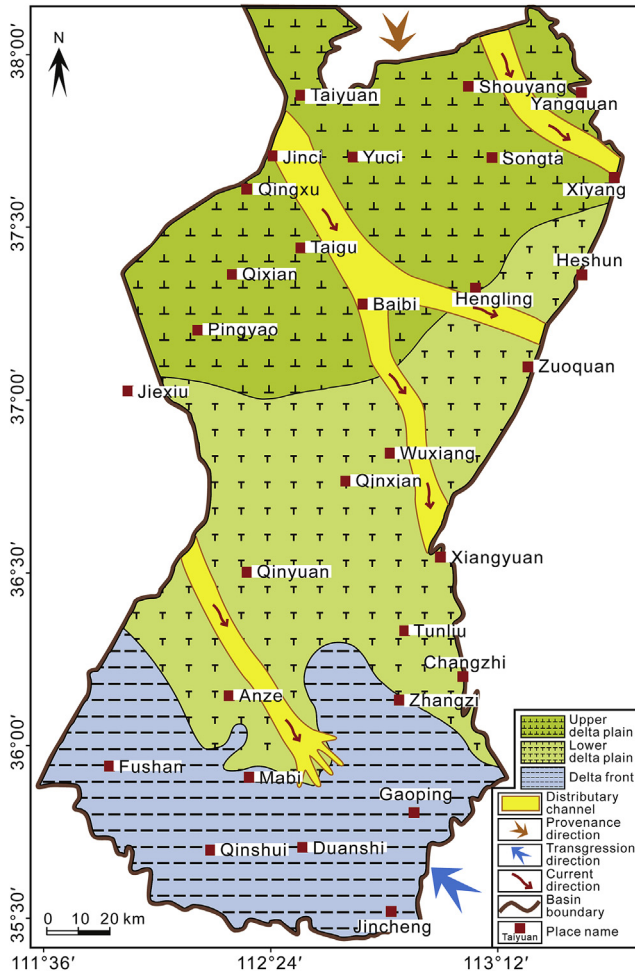 38°00'
37°30'
37°00'
36°30'
36°00'
35°30'
N
Taiyuan
Shouyang
Yangquan
Jinci
Yuci
Songta
Xiyang
Qingxu
Taigu
Heshun
Qixian
Hengling
Baibi
Pingyao
Zuoquan
Jiexiu
Wuxiang
Qinxian
Xiangyuan
Qinyuan
Tunliu
Changzhi
Anze
Zhangzi
Fushan
Mabi
Gaoping
Qinshui
Duanshi
Jincheng
0 10 20 km
111°36'
112°24'
113°12'
Upper
delta plain
Lower
delta plain
Delta front
Distributary
channel
Provenance
direction
Transgression
direction
Current
direction
Basin
boundary
Taiyuan
Place name